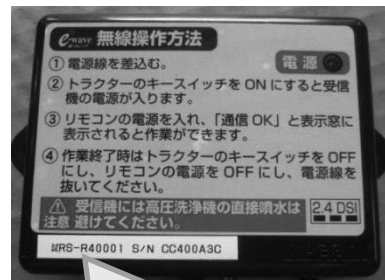 e-wave 無線操作方法
電源
① 電源線を差込む。
② トラクターのキースイッチを ON にすると受信
機の電源が入ります。
③ リモコンの電源を入れ、「通信 OK」と表示窓に
表示されると作業ができます。
④ 作業終了時はトラクターのキースイッチを OFF
にし、リモコンの電源を OFF にし、電源線を
抜いてください。
⚠ 受信機には高圧洗浄機の直接噴水は
注意 避けてください。
2.4 DS
MRS-R40001 S/N CC400A3C